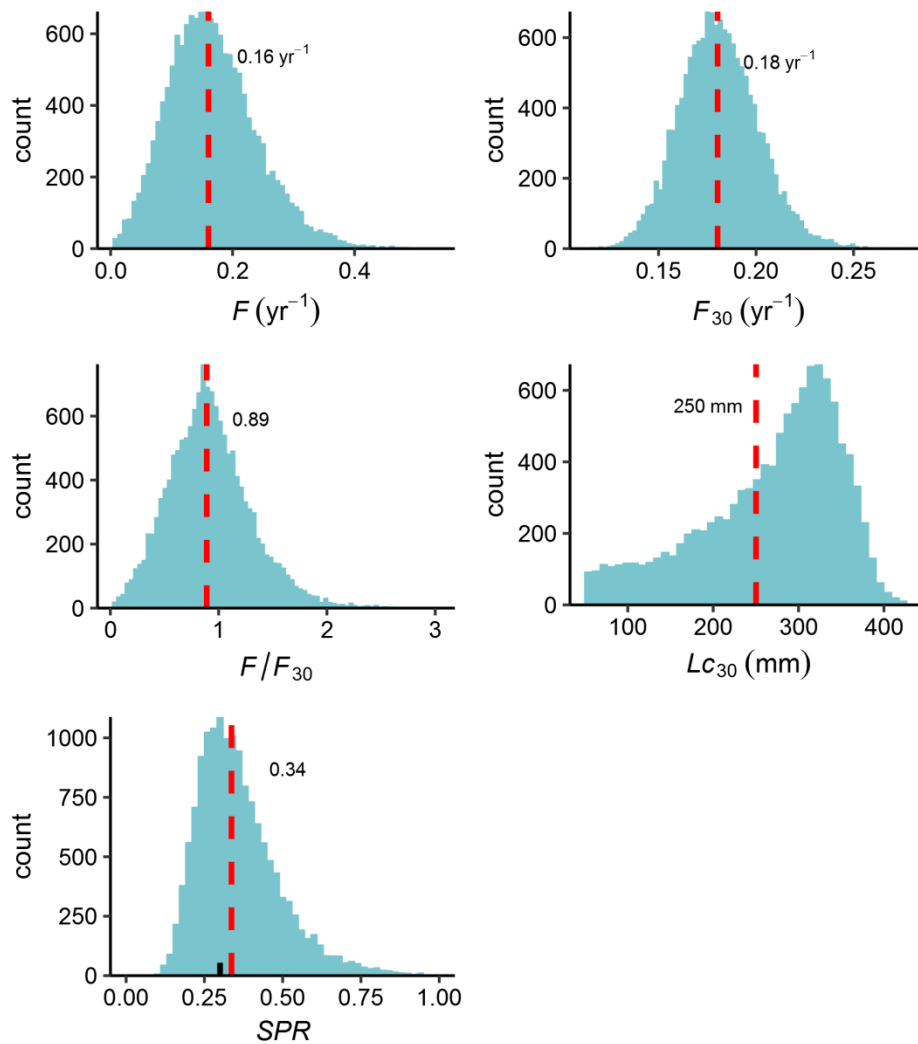 600
400
200
0
count
0.16 yr⁻¹
0.0 0.2 0.4
F (yr⁻¹)
600
400
200
0
count
0.18 yr⁻¹
0.15 0.20 0.25
F₃₀ (yr⁻¹)
600
400
200
0
count
0.89
0 1 2 3
F/F₃₀
600
400
200
0
count
250 mm
100 200 300 400
Lc₃₀ (mm)
1000
750
500
250
0
count
0.34
0.00 0.25 0.50 0.75 1.00
SPR